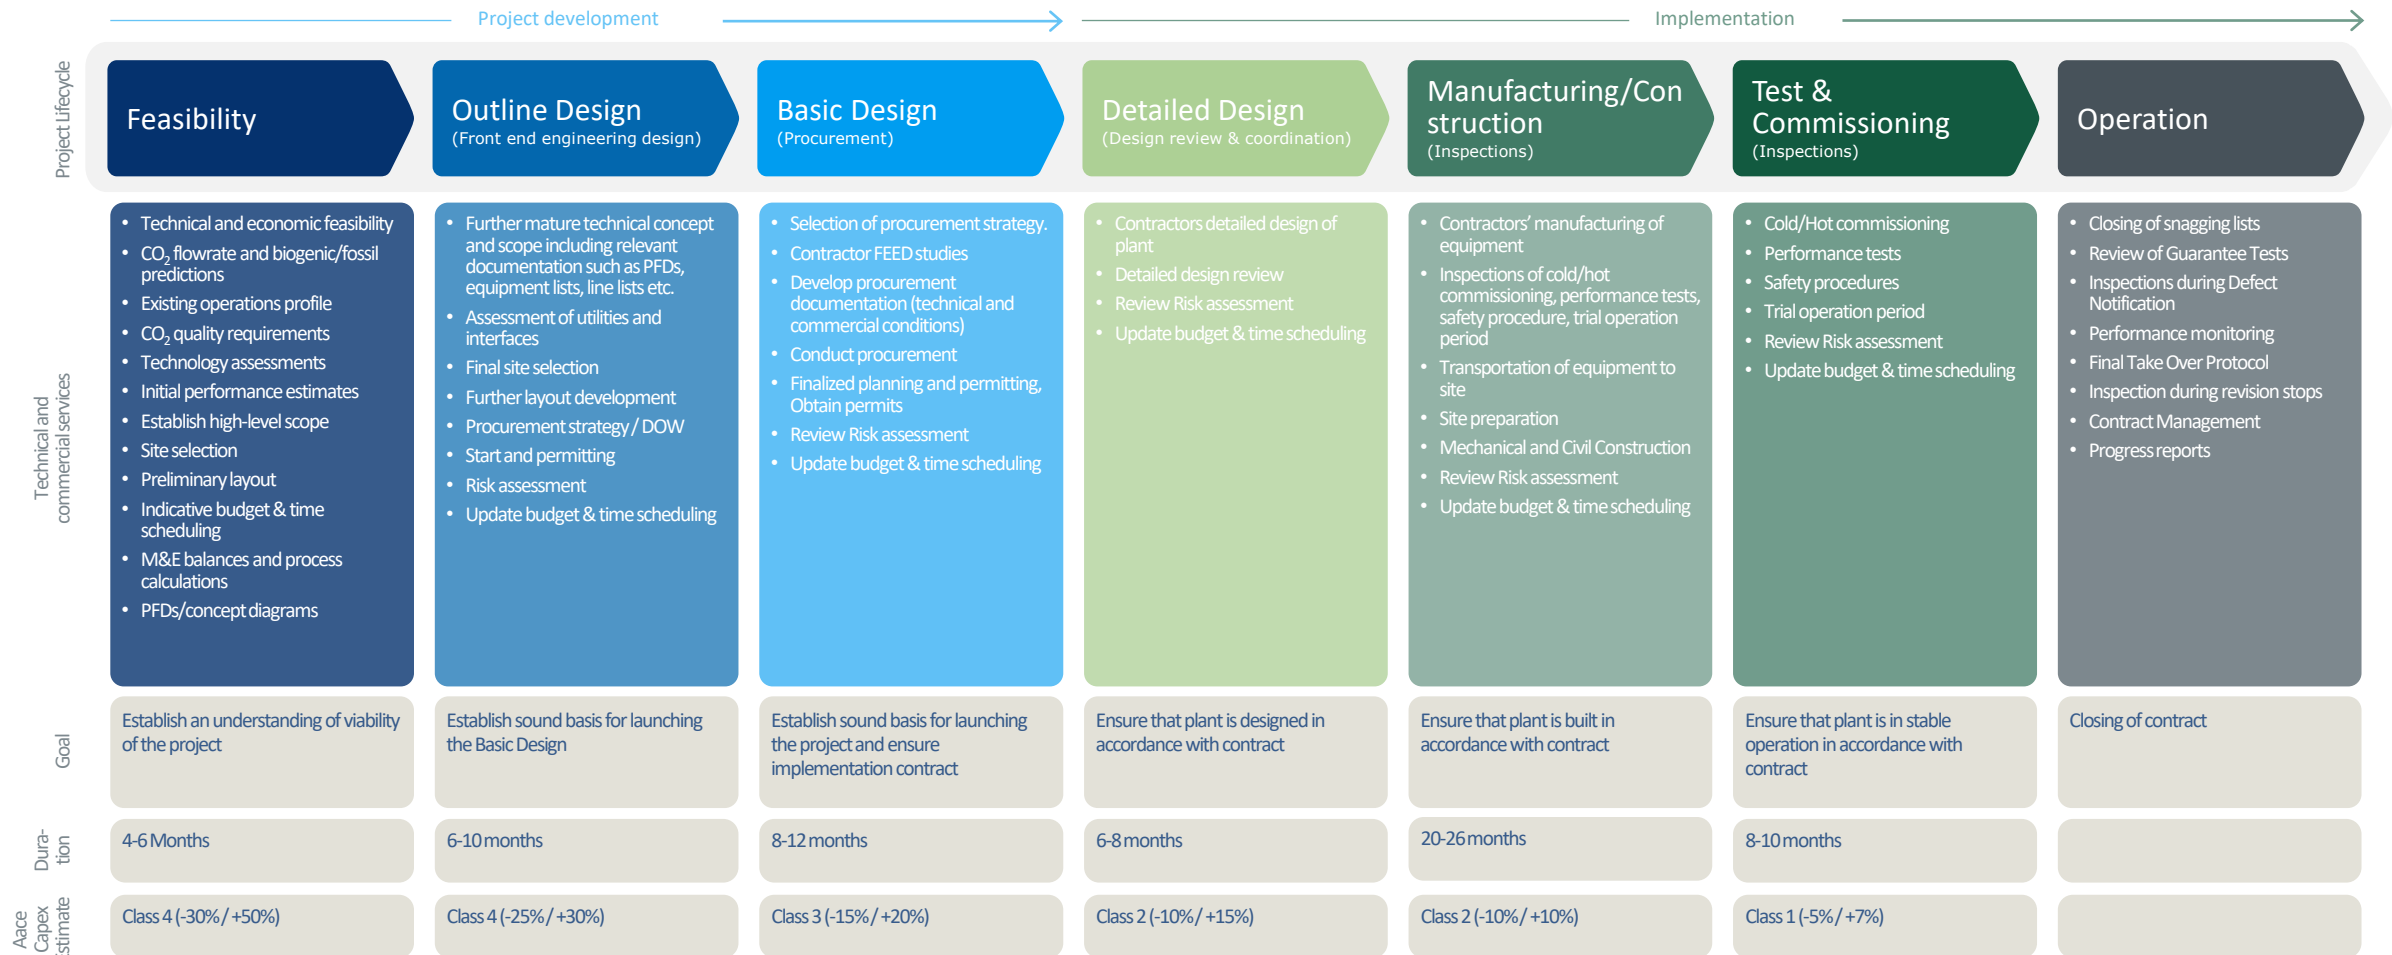 Project development
Implementation
Project Lifecycle
Feasibility
Outline Design
(Front end engineering design)
Basic Design
(Procurement)
Detailed Design
(Design review & coordination)
Manufacturing/Con
struction
(Inspections)
Test &
Commissioning
(Inspections)
Operation
Technical and
commercial services
• Technical and economic feasibility
• CO₂ flowrate and biogenic/fossil
predictions
• Existing operations profile
• CO₂ quality requirements
• Technology assessments
• Initial performance estimates
• Establish high-level scope
• Site selection
• Preliminary layout
• Indicative budget & time
scheduling
• M&E balances and process
calculations
• PFDs/concept diagrams
• Further mature technical concept
and scope including relevant
documentation such as PFDs,
equipment lists, line lists etc.
• Assessment of utilities and
interfaces
• Final site selection
• Further layout development
• Procurement strategy / DOW
• Start and permitting
• Risk assessment
• Update budget & time scheduling
• Selection of procurement strategy.
• Contractor FEED studies
• Develop procurement
documentation (technical and
commercial conditions)
• Conduct procurement
• Finalized planning and permitting,
Obtain permits
• Review Risk assessment
• Update budget & time scheduling
• Contractors detailed design of
plant
• Detailed design review
• Review Risk assessment
• Update budget & time scheduling
• Contractors' manufacturing of
equipment
• Inspections of cold/hot
commissioning, performance tests,
safety procedure, trial operation
period
• Transportation of equipment to
site
• Site preparation
• Mechanical and Civil Construction
• Review Risk assessment
• Update budget & time scheduling
• Cold/Hot commissioning
• Performance tests
• Safety procedures
• Trial operation period
• Review Risk assessment
• Update budget & time scheduling
• Closing of snagging lists
• Review of Guarantee Tests
• Inspections during Defect
Notification
• Performance monitoring
• Final Take Over Protocol
• Inspection during revision stops
• Contract Management
• Progress reports
Goal
Establish an understanding of viability
of the project
Establish sound basis for launching
the Basic Design
Establish sound basis for launching
the project and ensure
implementation contract
Ensure that plant is designed in
accordance with contract
Ensure that plant is built in
accordance with contract
Ensure that plant is in stable
operation in accordance with
contract
Closing of contract
Dura-
tion
4-6 Months
6-10 months
8-12 months
6-8 months
20-26 months
8-10 months
Aace
Capex
Estimate
Class 4 (-30% / +50%)
Class 4 (-25% / +30%)
Class 3 (-15% / +20%)
Class 2 (-10% / +15%)
Class 2 (-10% / +10%)
Class 1 (-5% / +7%)